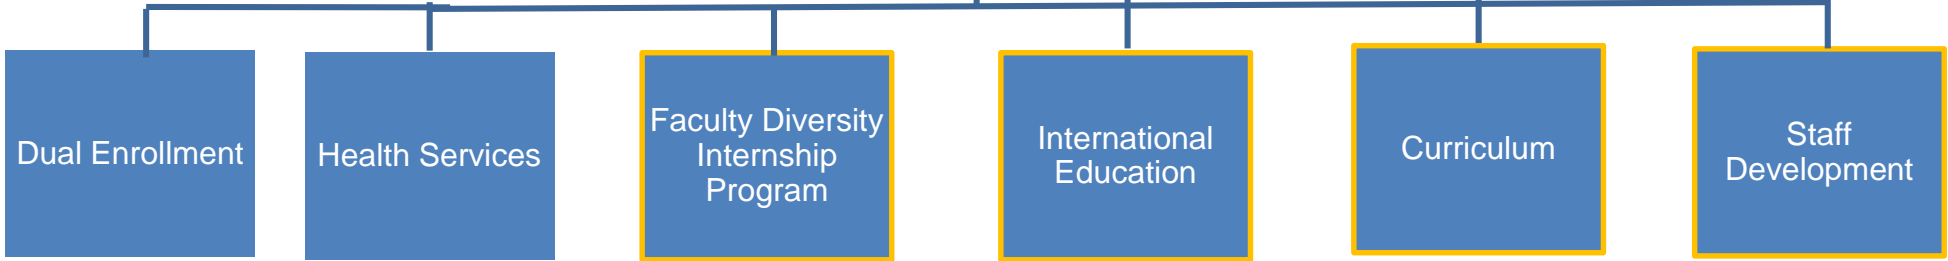 Dual Enrollment
Health Services
Faculty Diversity
Internship
Program
International
Education
Curriculum
Staff
Development